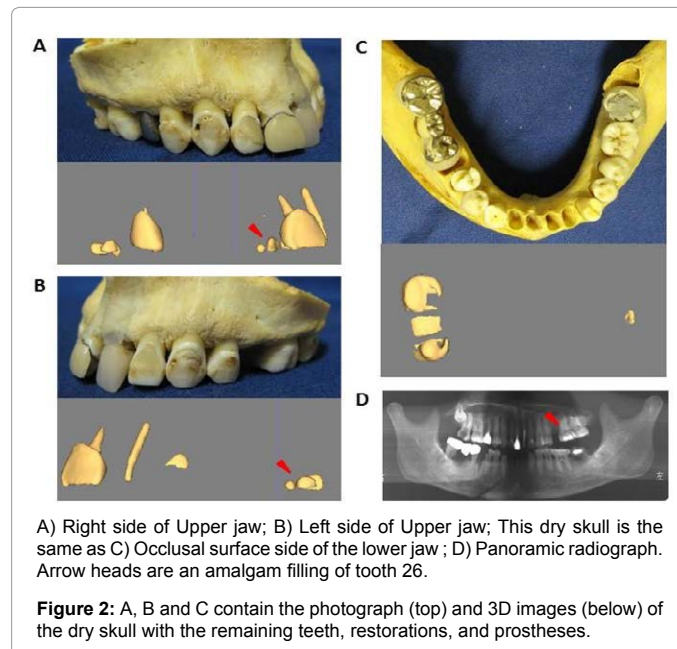 A
C
B
D
A) Right side of Upper jaw; B) Left side of Upper jaw; This dry skull is the
same as C) Occlusal surface side of the lower jaw ; D) Panoramic radiograph.
Arrow heads are an amalgam filling of tooth 26.
Figure 2: A, B and C contain the photograph (top) and 3D images (below) of
the dry skull with the remaining teeth, restorations, and prostheses.